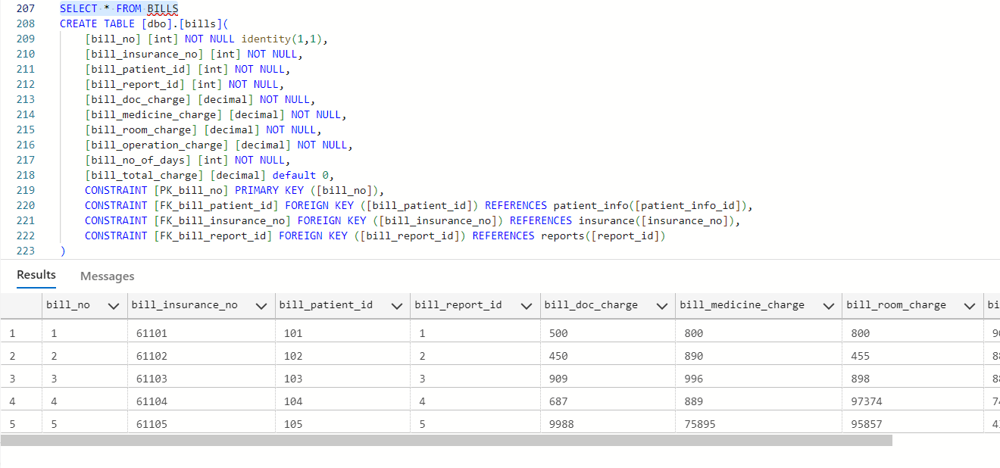 207 SELECT * FROM BILLS
208 CREATE TABLE [dbo].[bills](
209 [bill_no] [int] NOT NULL identity(1,1),
210 [bill_insurance_no] [int] NOT NULL,
211 [bill_patient_id] [int] NOT NULL,
212 [bill_report_id] [int] NOT NULL,
213 [bill_doc_charge] [decimal] NOT NULL,
214 [bill_medicine_charge] [decimal] NOT NULL,
215 [bill_room_charge] [decimal] NOT NULL,
216 [bill_operation_charge] [decimal] NOT NULL,
217 [bill_no_of_days] [int] NOT NULL,
218 [bill_total_charge] [decimal] default 0,
219 CONSTRAINT [PK_bill_no] PRIMARY KEY ([bill_no]),
220 CONSTRAINT [FK_bill_patient_id] FOREIGN KEY ([bill_patient_id]) REFERENCES patient_info([patient_info_id]),
221 CONSTRAINT [FK_bill_insurance_no] FOREIGN KEY ([bill_insurance_no]) REFERENCES insurance([insurance_no]),
222 CONSTRAINT [FK_bill_report_id] FOREIGN KEY ([bill_report_id]) REFERENCES reports([report_id])
223 )
Results Messages
bill_no bill_insurance_no bill_patient_id bill_report_id bill_doc_charge bill_medicine_charge bill_room_charge bi
1 1 61101 101 1 500 800 800
2 2 61102 102 2 450 890 455
3 3 61103 103 3 909 996 898
4 4 61104 104 4 687 889 97374
5 5 61105 105 5 9988 75895 95857